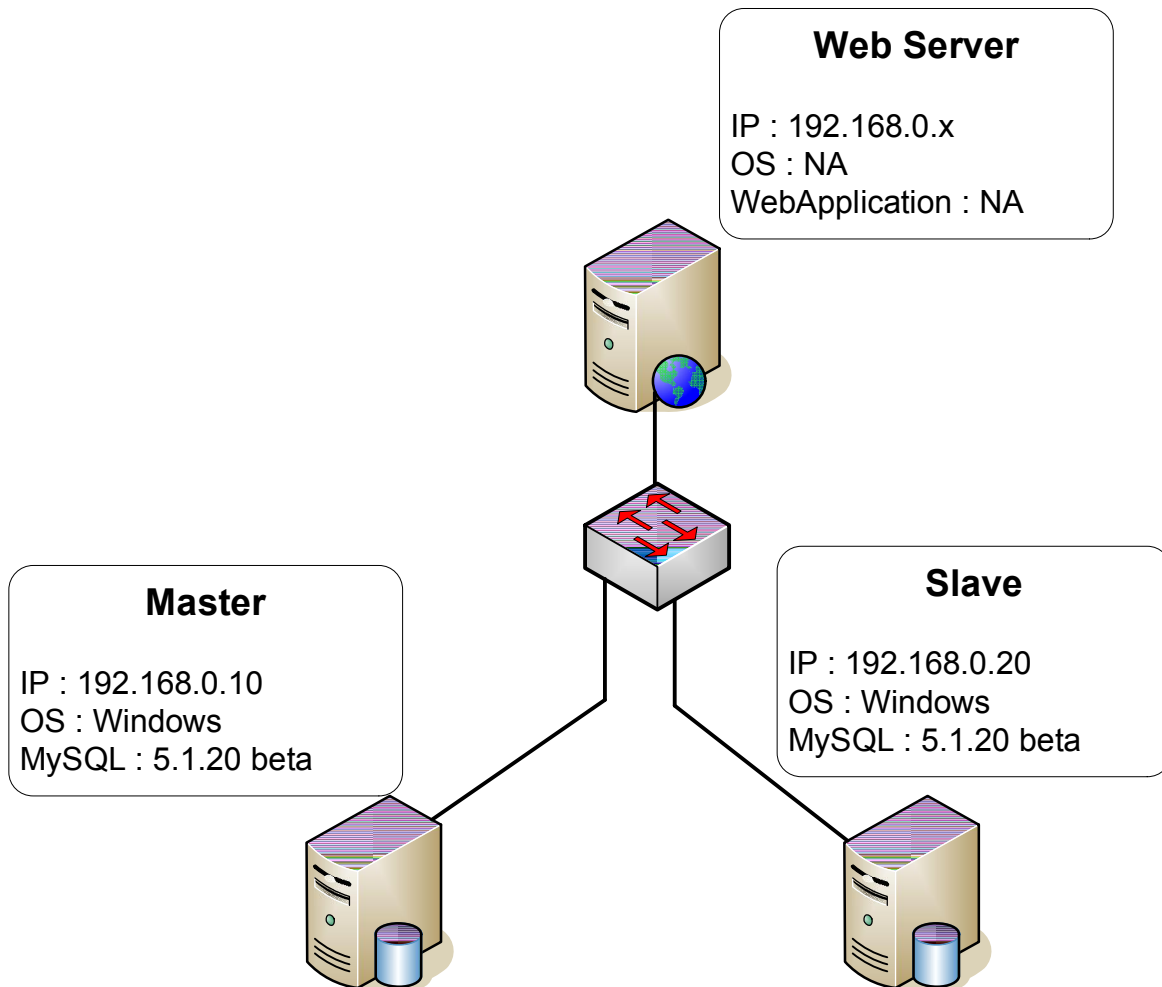 Web Server
IP : 192.168.0.x
OS : NA
WebApplication : NA
Master
IP : 192.168.0.10
OS : Windows
MySQL : 5.1.20 beta
Slave
IP : 192.168.0.20
OS : Windows
MySQL : 5.1.20 beta